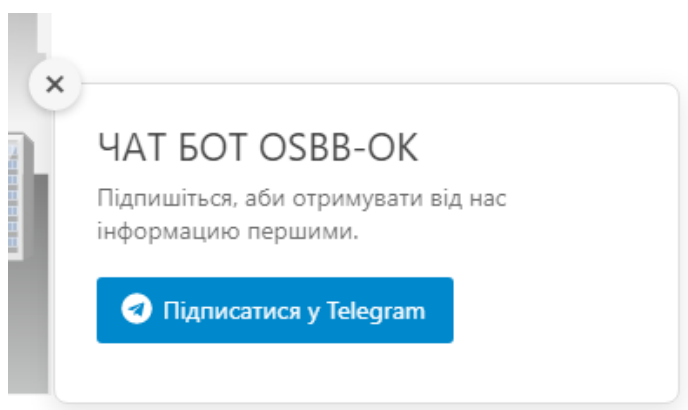 ЧАТ БОТ OSBB-OK
Підпишіться, аби отримувати від нас
інформацію першими.
Підписатися у Telegram